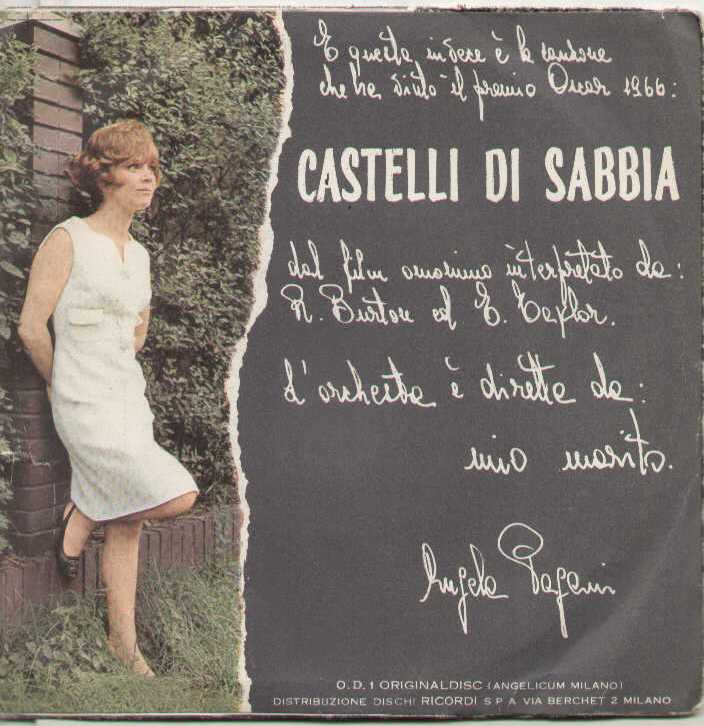 E questa invece è la canzone
che ha vinto il premio Oscar 1966:
CASTELLI DI SABBIA
dal film omonimo interpretato da:
R. Burton ed E. Taylor.
L'orchestra è diretta da:
mio marito.
Angela Pagani
O.D.1 ORIGINALDISC (ANGELICUM MILANO)
DISTRIBUZIONE DISCHI RICORDI S P A VIA BERCHET 2 MILANO